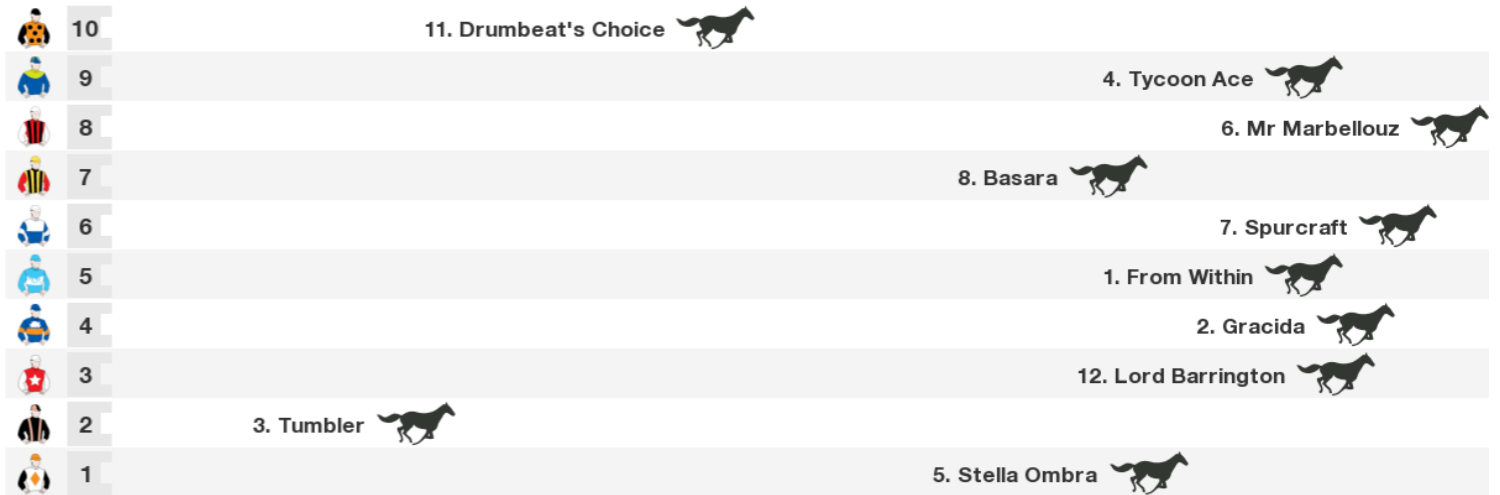 10 11. Drumbeat's Choice
9 4. Tycoon Ace
8 6. Mr Marbellouz
7 8. Basara
6 7. Spurcraft
5 1. From Within
4 2. Gracida
3 12. Lord Barrington
2 3. Tumbler
1 5. Stella Ombra